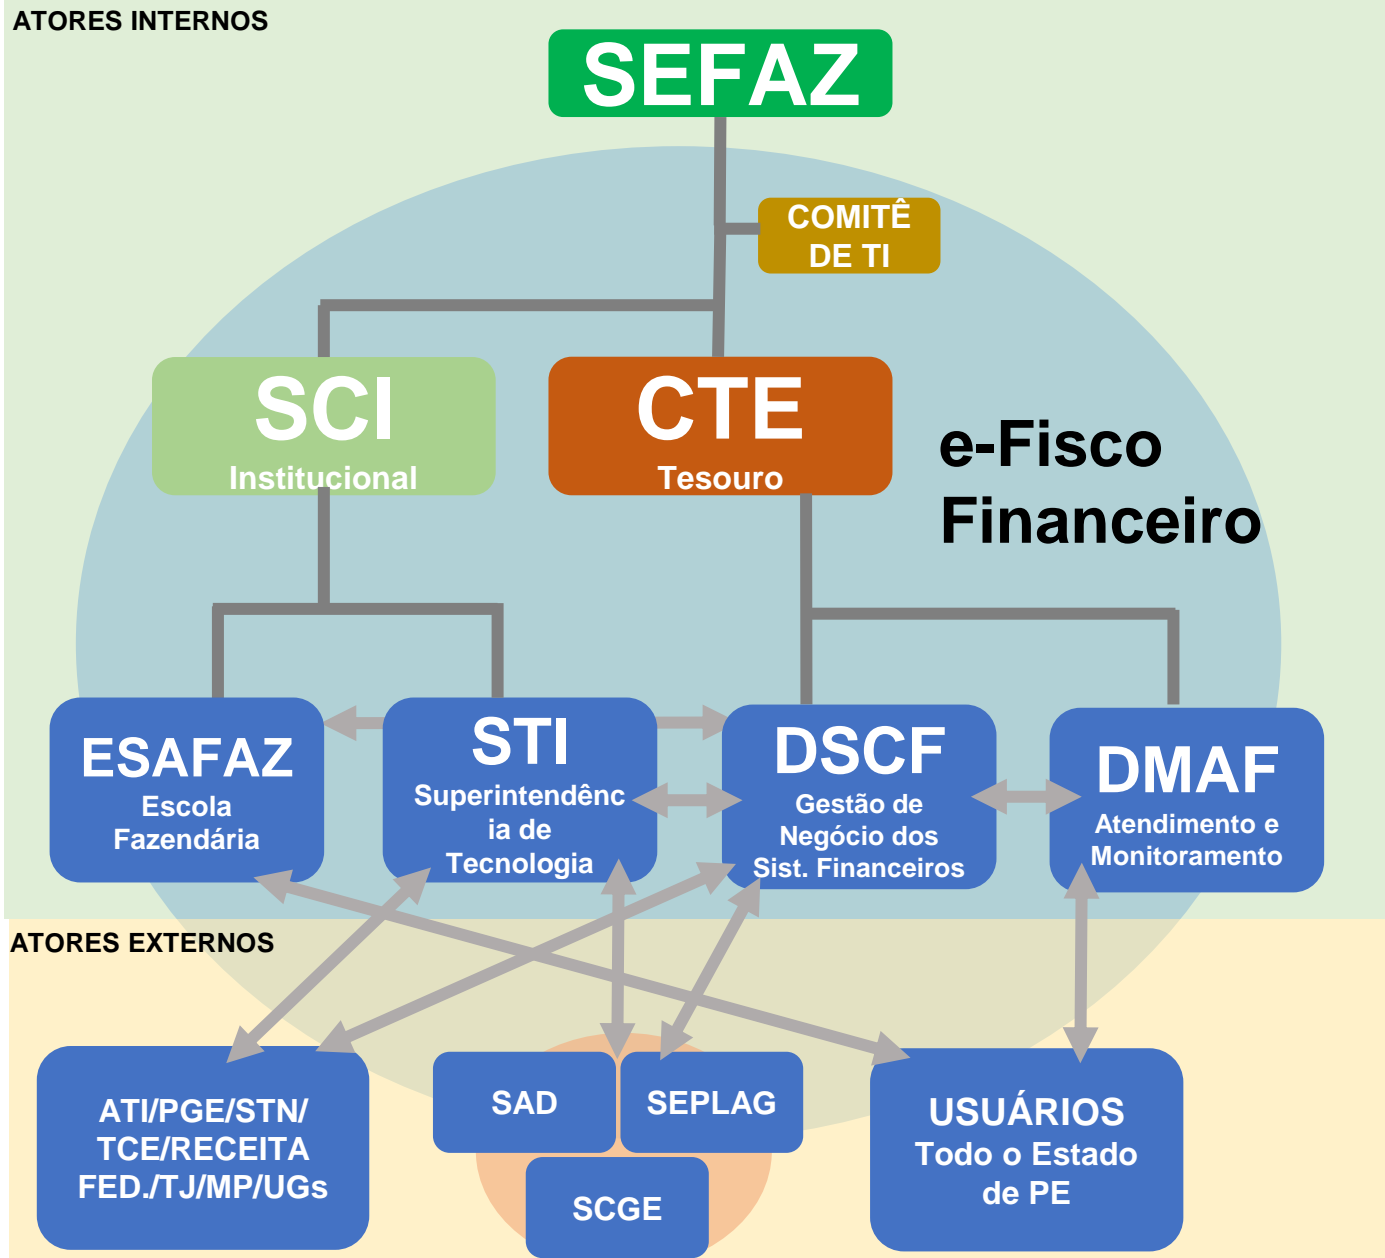 ATORES INTERNOS
SEFAZ
COMITÊ
DE TI
SCI
Institucional
CTE
Tesouro
e-Fisco
Financeiro
ESAFAZ
Escola
Fazendária
STI
Superintendênc
ia de
Tecnologia
DSCF
Gestão de
Negócio dos
Sist. Financeiros
DMAF
Atendimento e
Monitoramento
ATORES EXTERNOS
ATI/PGE/STN/
TCE/RECEITA
FED./TJ/MP/UGs
SAD
SEPLAG
SCGE
USUÁRIOS
Todo o Estado
de PE